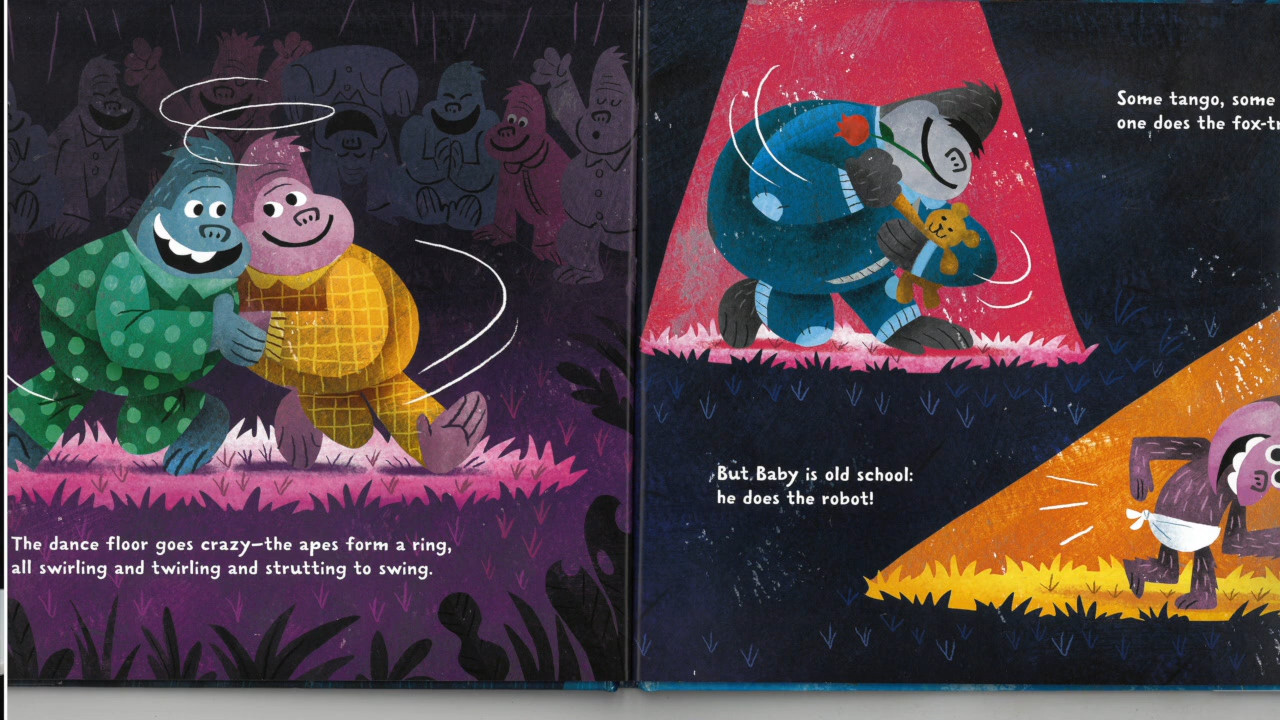 The dance floor goes crazy—the apes form a ring,
all swirling and twirling and strutting to swing.
Some tango, some
one does the
But Baby is old school:
he does the robot!